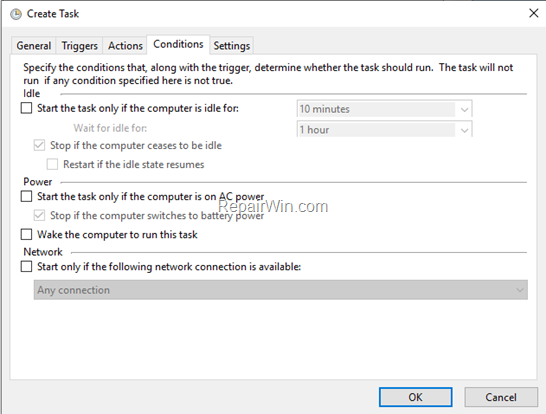 Create Task
General Triggers Actions Conditions Settings
Specify the conditions that, along with the trigger, determine whether the task should run.  The task will not
run  if any condition specified here is not true.
Idle
Start the task only if the computer is idle for: 10 minutes
Wait for idle for: 1 hour
Stop if the computer ceases to be idle
Restart if the idle state resumes
Power
Start the task only if the computer is on AC power
Stop if the computer switches to battery power
RepairWin.com
Wake the computer to run this task
Network
Start only if the following network connection is available:
Any connection
OK Cancel